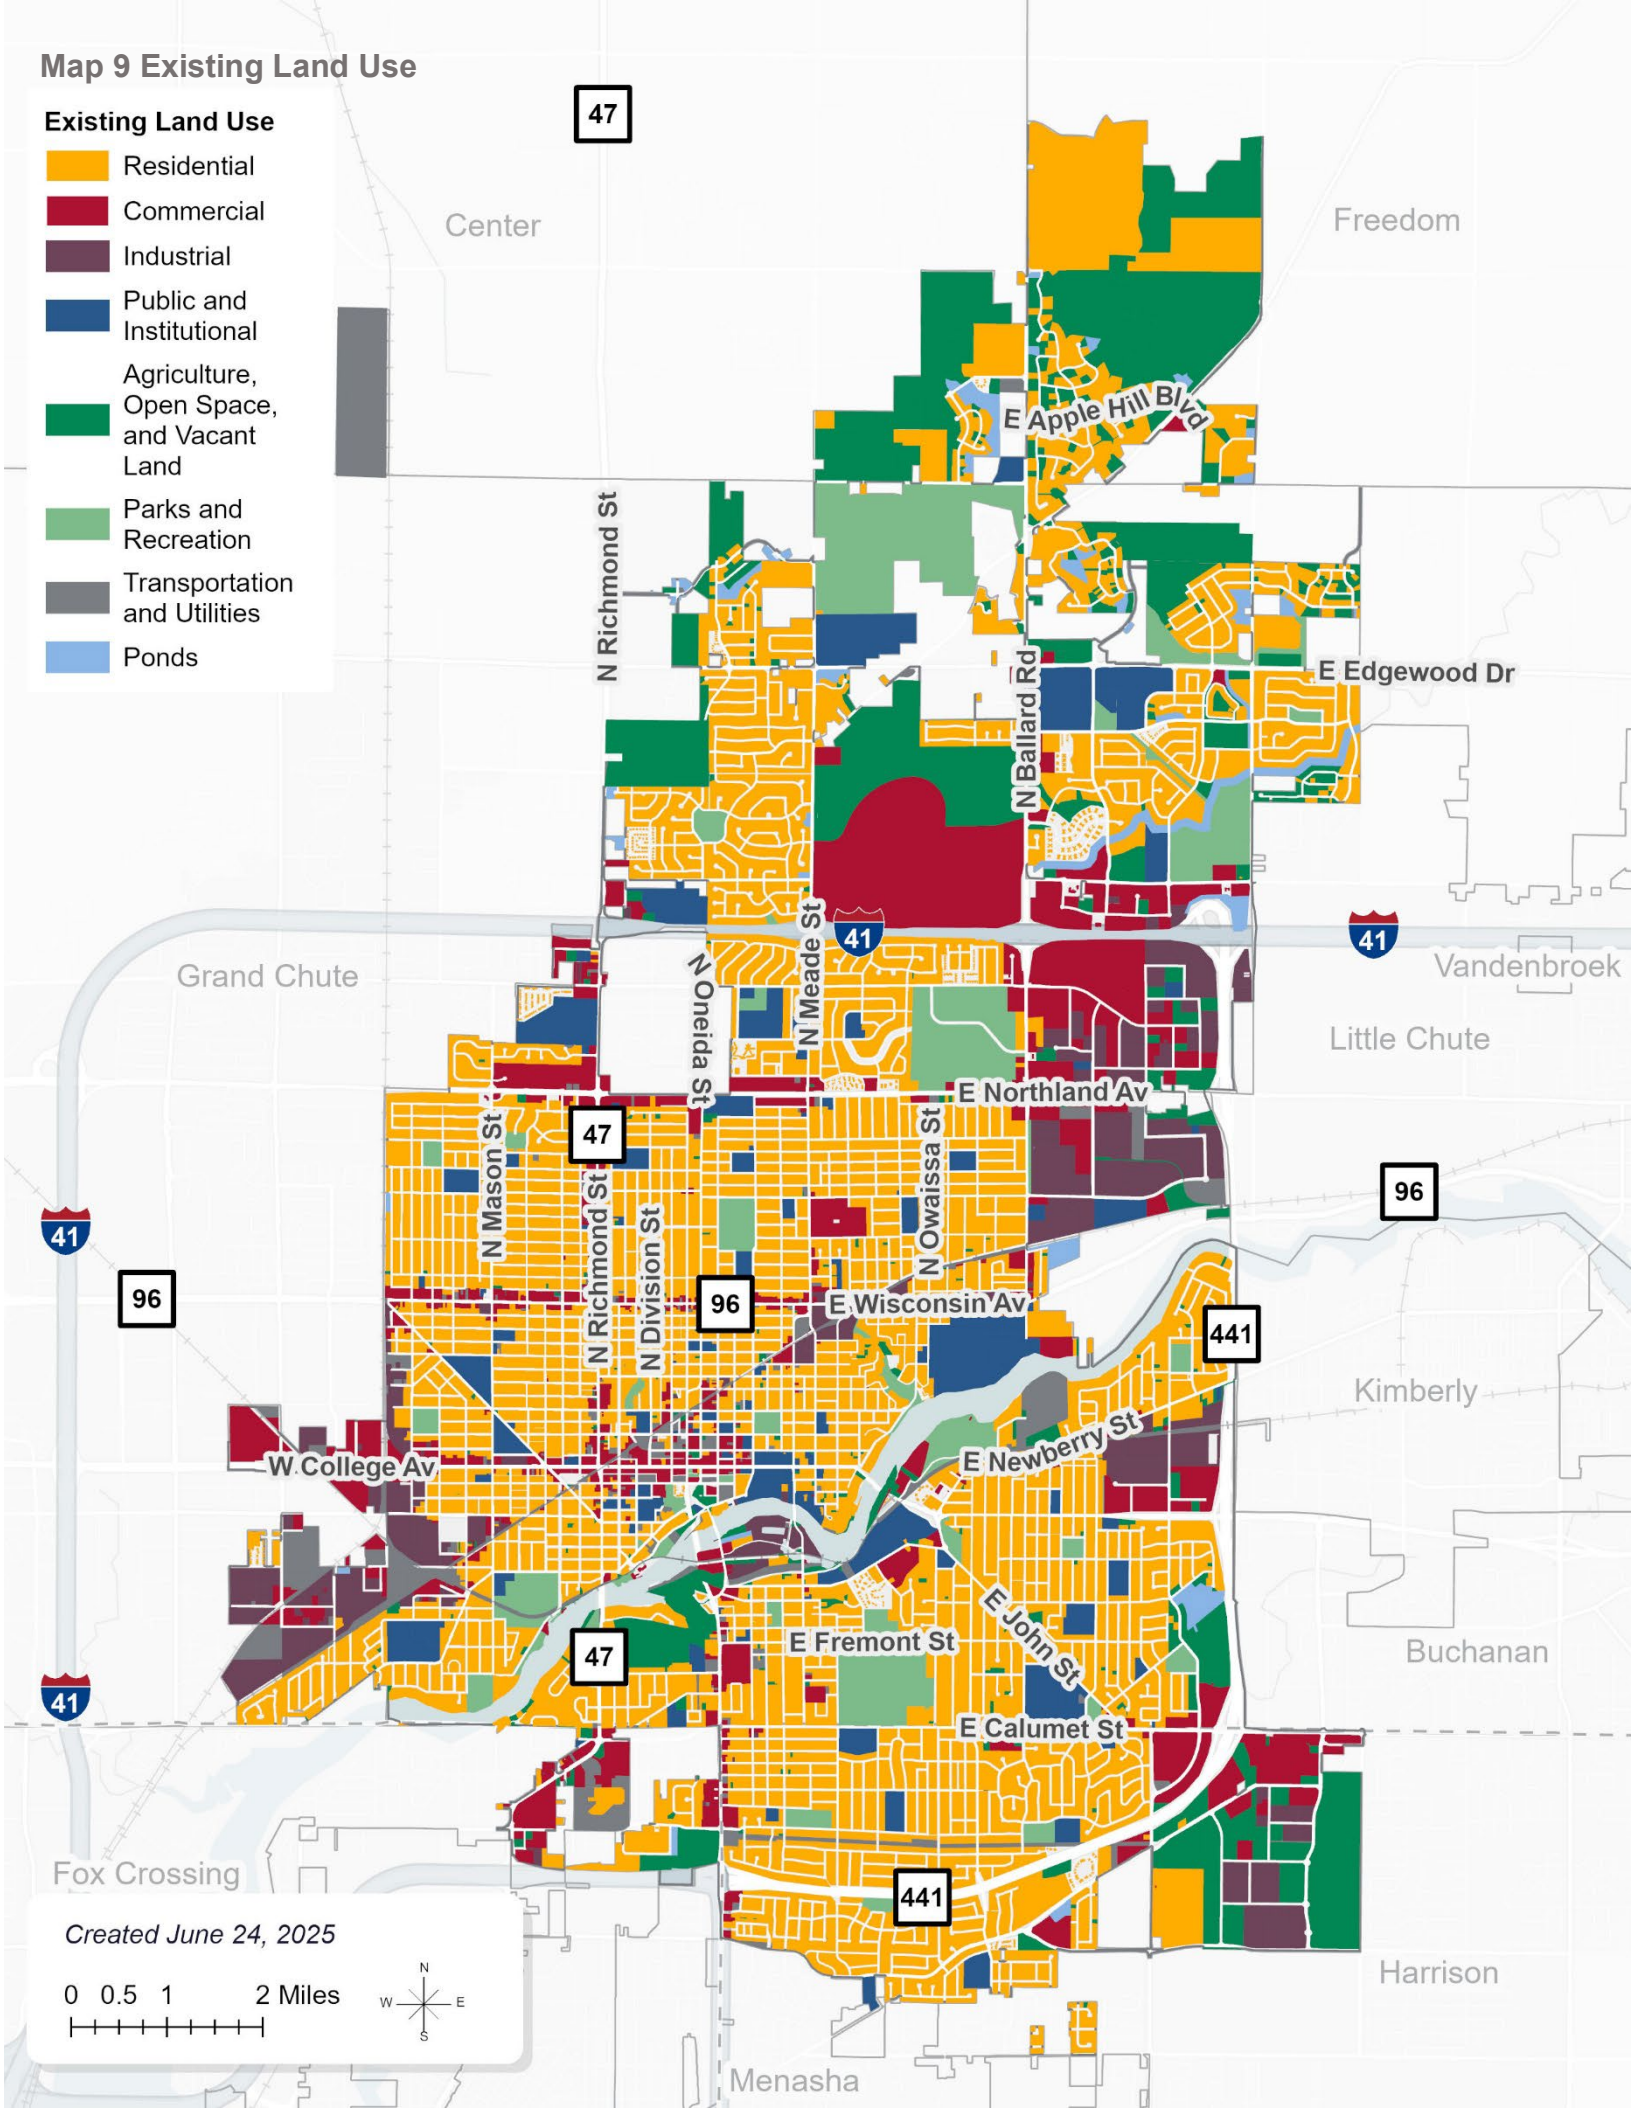 Map 9 Existing Land Use
Existing Land Use
Residential
Commercial
Industrial
Public and
Institutional
Agriculture,
Open Space,
and Vacant
Land
Parks and
Recreation
Transportation
and Utilities
Ponds
47
Center
Freedom
E Apple Hill Blvd
N Richmond St
N Ballard Rd
E Edgewood Dr
N Meade St
41
41
Grand Chute
N Oneida St
Vandenbroek
Little Chute
E Northland Av
47
N Mason St
N Owaissa St
N Richmond St
N Division St
96
41
96
96
E Wisconsin Av
441
Kimberly
W College Av
E Newberry St
E John St
E Fremont St
47
Buchanan
41
E Calumet St
Fox Crossing
441
Harrison
Menasha
Created June 24, 2025
0 0.5 1 2 Miles
N
W E
S